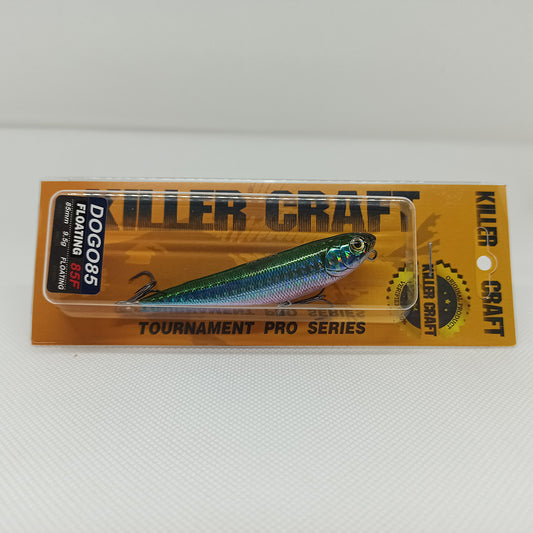 KILLER CRAFT
DOGO85
FLOATING 85F
85mm 9.5g FLOATING
TOURNAMENT PRO SERIES
KILLER CRAFT
KILLER CRAFT